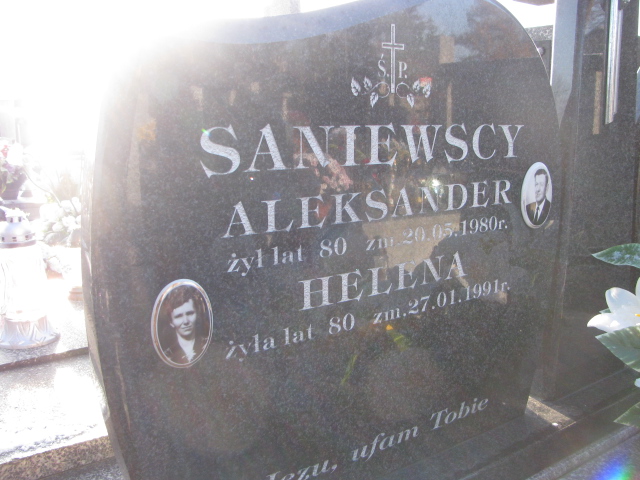 Ś. P.
SANIEWSCY
ALEKSANDER
żył lat 80 zm.20.05.1980r.
HELENA
żyła lat 80 zm.27.01.1991r.
Jezu, ufam Tobie